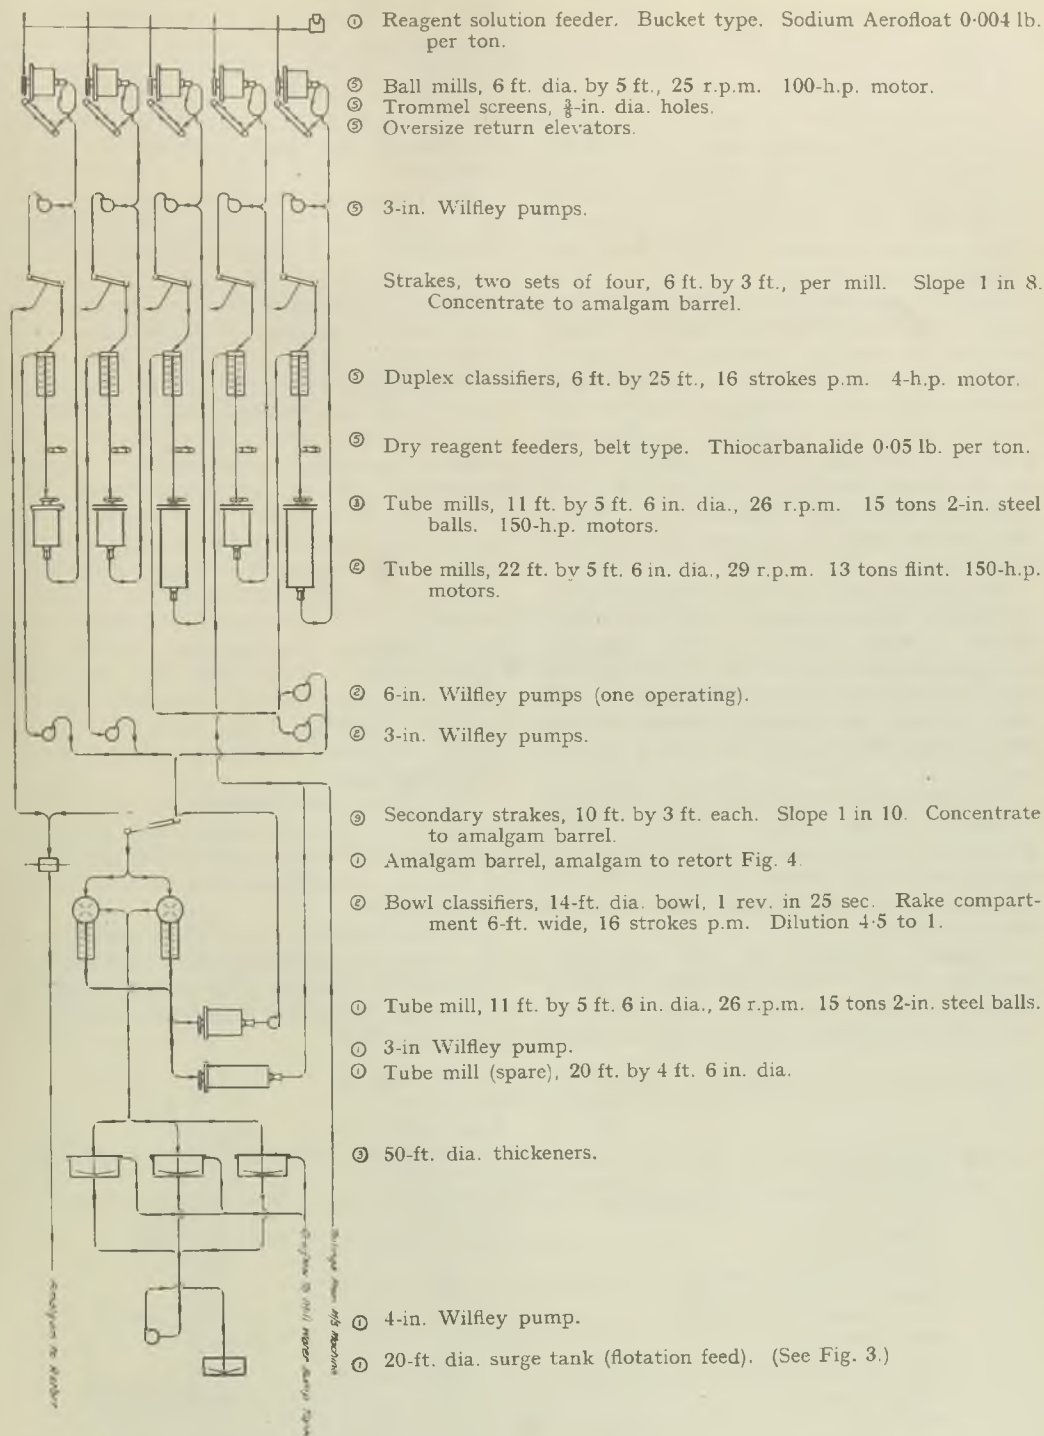 ① Reagent solution feeder. Bucket type. Sodium Aerofloat 0·004 lb.
per ton.
⑤ Ball mills, 6 ft. dia. by 5 ft., 25 r.p.m. 100-h.p. motor.
⑤ Trommel screens, ⅜-in. dia. holes.
⑤ Oversize return elevators.
⑤ 3-in. Wilfley pumps.
Strakes, two sets of four, 6 ft. by 3 ft., per mill. Slope 1 in 8.
Concentrate to amalgam barrel.
⑤ Duplex classifiers, 6 ft. by 25 ft., 16 strokes p.m. 4-h.p. motor.
⑤ Dry reagent feeders, belt type. Thiocarbanalide 0·05 lb. per ton.
③ Tube mills, 11 ft. by 5 ft. 6 in. dia., 26 r.p.m. 15 tons 2-in. steel
balls. 150-h.p. motors.
② Tube mills, 22 ft. by 5 ft. 6 in. dia., 29 r.p.m. 13 tons flint. 150-h.p.
motors.
② 6-in. Wilfley pumps (one operating).
② 3-in. Wilfley pumps.
⑨ Secondary strakes, 10 ft. by 3 ft. each. Slope 1 in 10. Concentrate
to amalgam barrel.
① Amalgam barrel, amalgam to retort Fig. 4.
② Bowl classifiers, 14-ft. dia. bowl, 1 rev. in 25 sec. Rake compart-
ment 6-ft. wide, 16 strokes p.m. Dilution 4·5 to 1.
① Tube mill, 11 ft. by 5 ft. 6 in. dia., 26 r.p.m. 15 tons 2-in. steel balls.
① 3-in Wilfley pump.
① Tube mill (spare), 20 ft. by 4 ft. 6 in. dia.
③ 50-ft. dia. thickeners.
① 4-in. Wilfley pump.
① 20-ft. dia. surge tank (flotation feed). (See Fig. 3.)
Amalgam to Retort